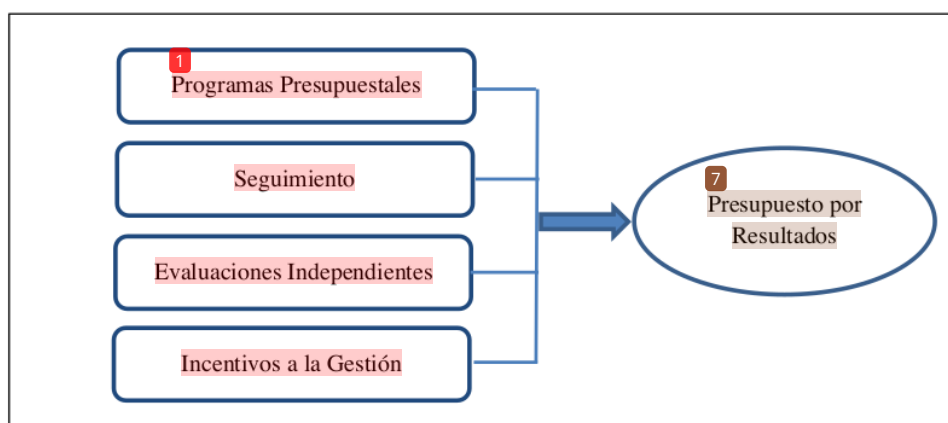 1
Programas Presupuestales
Seguimiento
Evaluaciones Independientes
Incentivos a la Gestión
7
Presupuesto por
Resultados